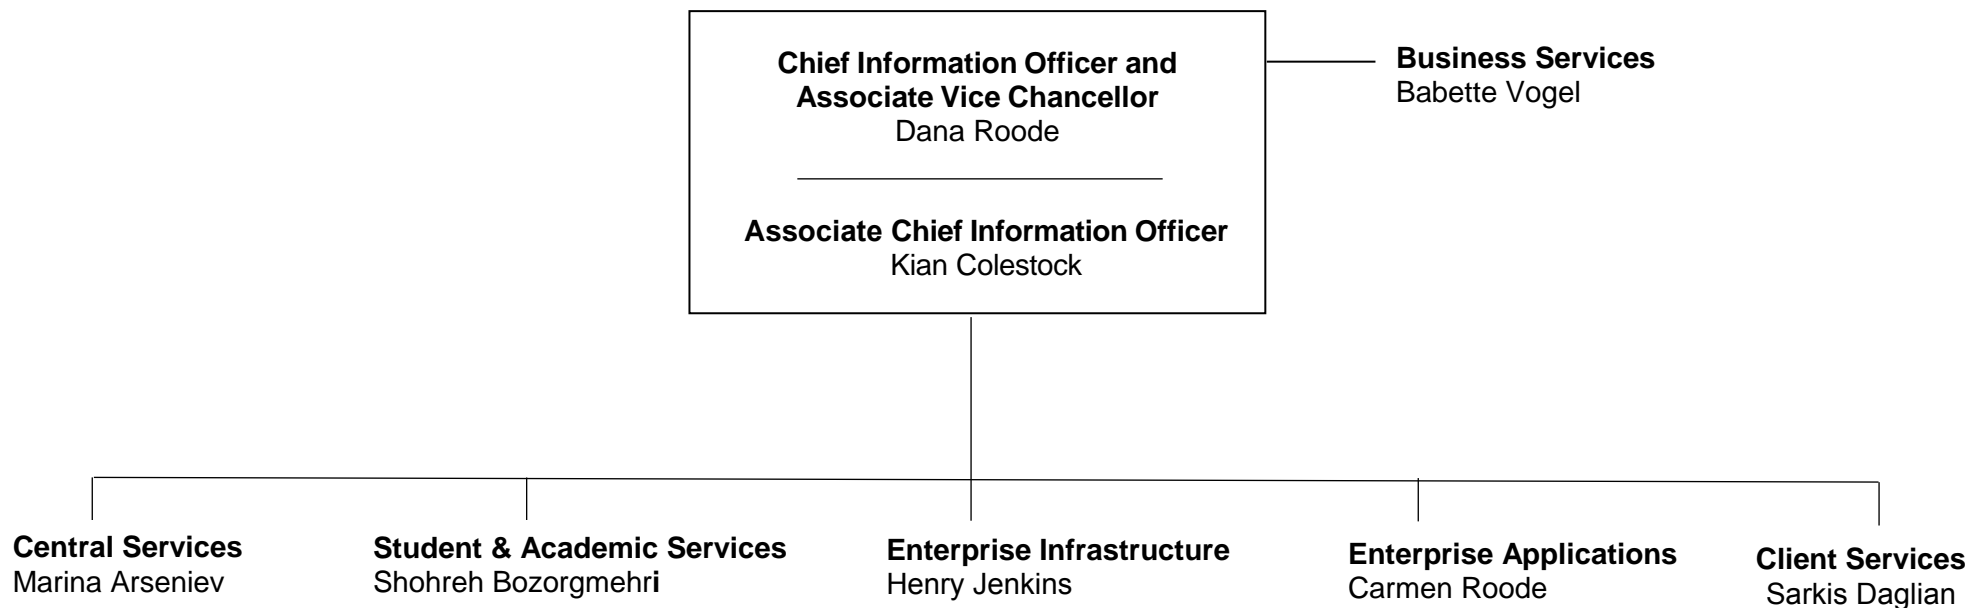 Chief Information Officer and
Associate Vice Chancellor
Dana Roode
Associate Chief Information Officer
Kian Colestock
Business Services
Babette Vogel
Central Services
Marina Arseniev
Student & Academic Services
Shohreh Bozorgmehri
Enterprise Infrastructure
Henry Jenkins
Enterprise Applications
Carmen Roode
Client Services
Sarkis Daglian